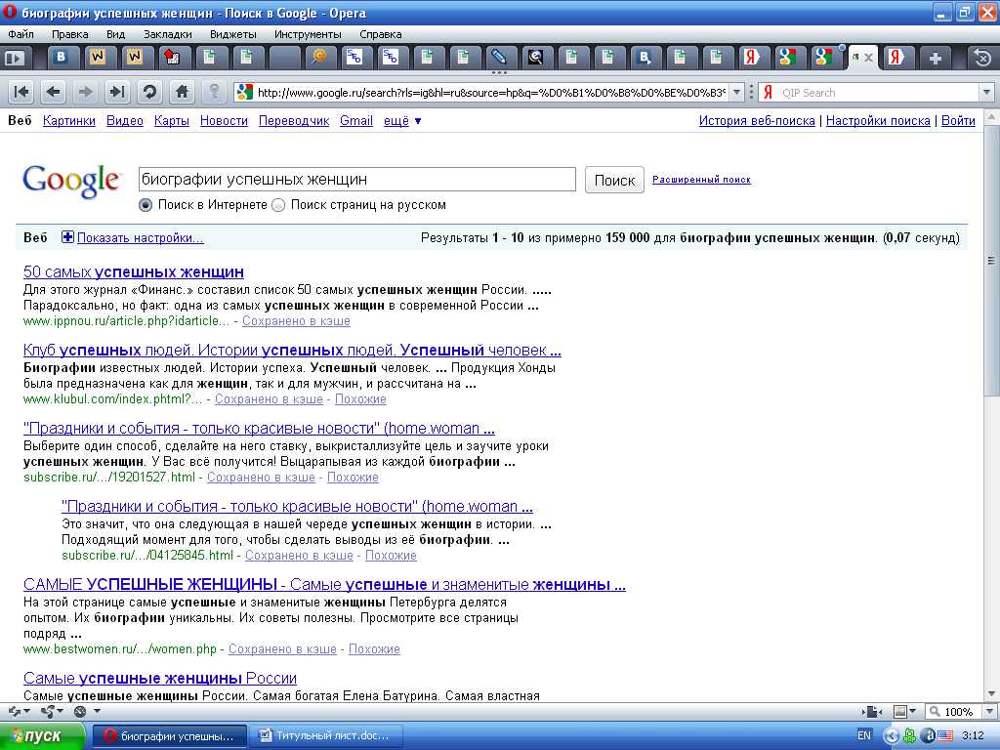 биографии успешных женщин - Поиск в Google - Opera
Файл Правка Вид Закладки Виджеты Инструменты Справка
http://www.google.ru/search?rls=ig&hl=ru&source=hp&q=%D0%B1%D0%B8%D0%BE%D0%B3% QIP Search
Веб Картинки Видео Карты Новости Переводчик Gmail ещё ▼ История веб-поиска | Настройки поиска | Войти
Google биографии успешных женщин Поиск Расширенный поиск
Поиск в Интернете Поиск страниц на русском
Веб Показать настройки... Результаты 1 - 10 из примерно 159 000 для биографии успешных женщин. (0,07 секунд)
50 самых успешных женщин
Для этого журнал «Финанс.» составил список 50 самых успешных женщин России. .....
Парадоксально, но факт: одна из самых успешных женщин в современной России ...
www.ippnou.ru/article.php?idarticle... - Сохранено в кэше
Клуб успешных людей. Истории успешных людей. Успешный человек ...
Биографии известных людей. Истории успеха. Успешный человек. ... Продукция Хонды
была предназначена как для женщин, так и для мужчин, и рассчитана на ...
www.klubul.com/index.phtml?... - Сохранено в кэше - Похожие
"Праздники и события - только красивые новости" (home.woman ...
Выберите один способ, сделайте на него ставку, выкристаллизуйте цель и заучите уроки
успешных женщин. У Вас всё получится! Выцарапывая из каждой биографии ...
subscribe.ru/.../19201527.html - Сохранено в кэше - Похожие
"Праздники и события - только красивые новости" (home.woman ...
Это значит, что она следующая в нашей череде успешных женщин в истории. ...
Подходящий момент для того, чтобы сделать выводы из её биографии. ...
subscribe.ru/.../04125845.html - Сохранено в кэше - Похожие
САМЫЕ УСПЕШНЫЕ ЖЕНЩИНЫ - Самые успешные и знаменитые женщины ...
На этой странице самые успешные и знаменитые женщины Петербурга делятся
опытом. Их биографии уникальны. Их советы полезны. Просмотрите все страницы
подряд ...
www.bestwomen.ru/.../women.php - Сохранено в кэше - Похожие
Самые успешные женщины России
Самые успешные женщины России. Самая богатая Елена Батурина. Самая властная
100%
пуск биографии успешны... Титульный лист.doc... EN 3:12